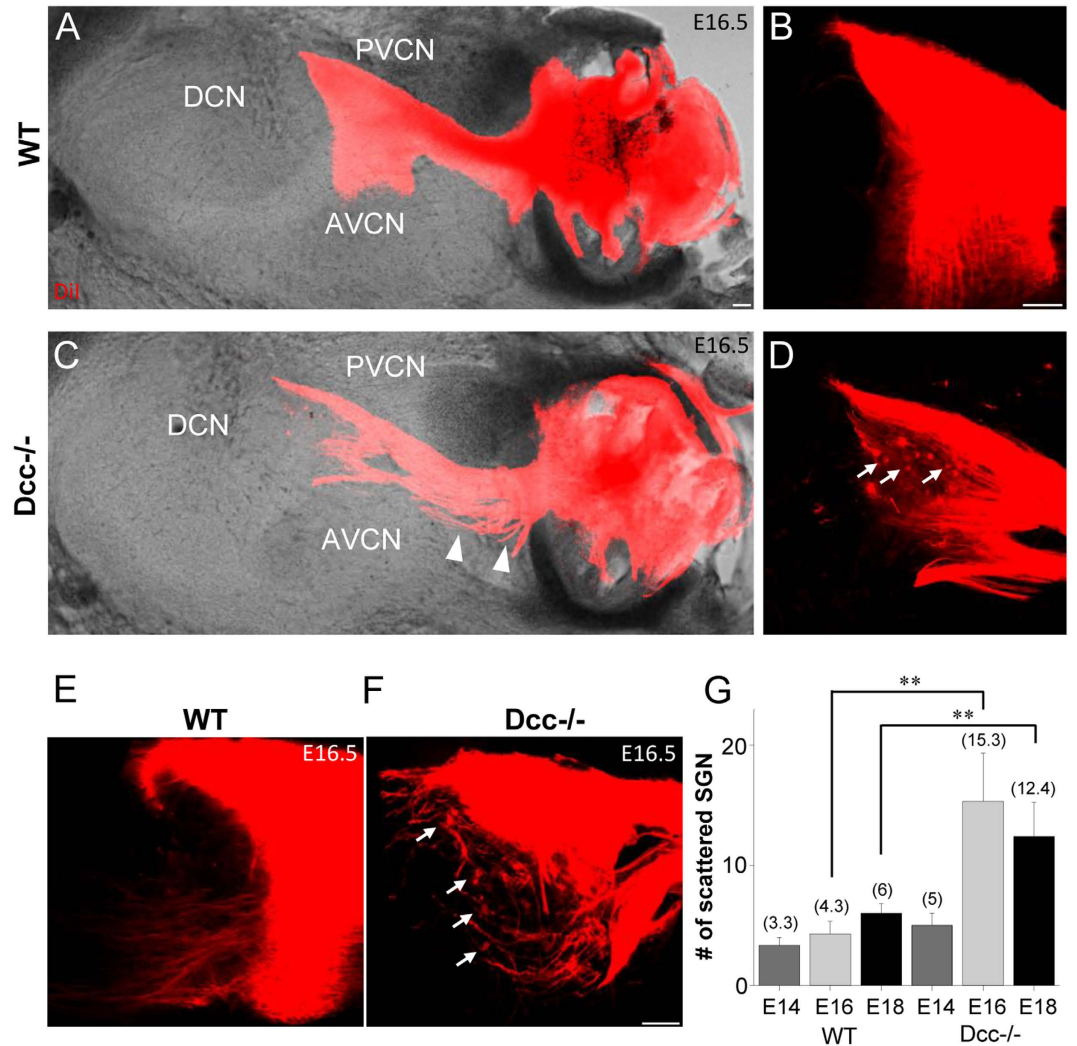 A
E16.5
PVCN
DCN
AVCN
DiI
WT
B
C
E16.5
PVCN
DCN
AVCN
Dcc-/-
D
E
WT
E16.5
F
Dcc-/-
E16.5
G
# of scattered SGN
20
10
0
**
**
(3.3)
(4.3)
(6)
(5)
(15.3)
(12.4)
E14 E16 E18 E14 E16 E18
WT Dcc-/-